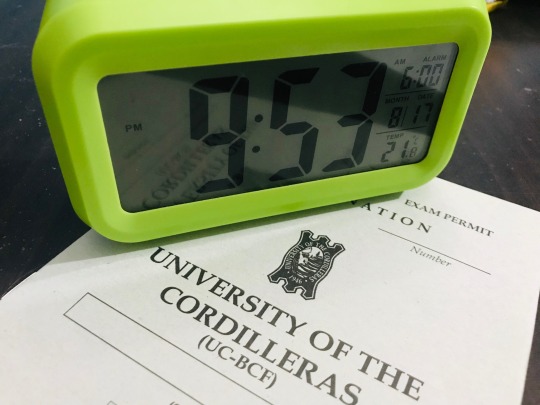 AM ALARM
6:00
MONTH DATE
8 17
TEMP
PM
9:53
EXAM PERMIT
VATION
Number
UNIVERSITY OF THE
CORDILLERAS
(UC-BCF)